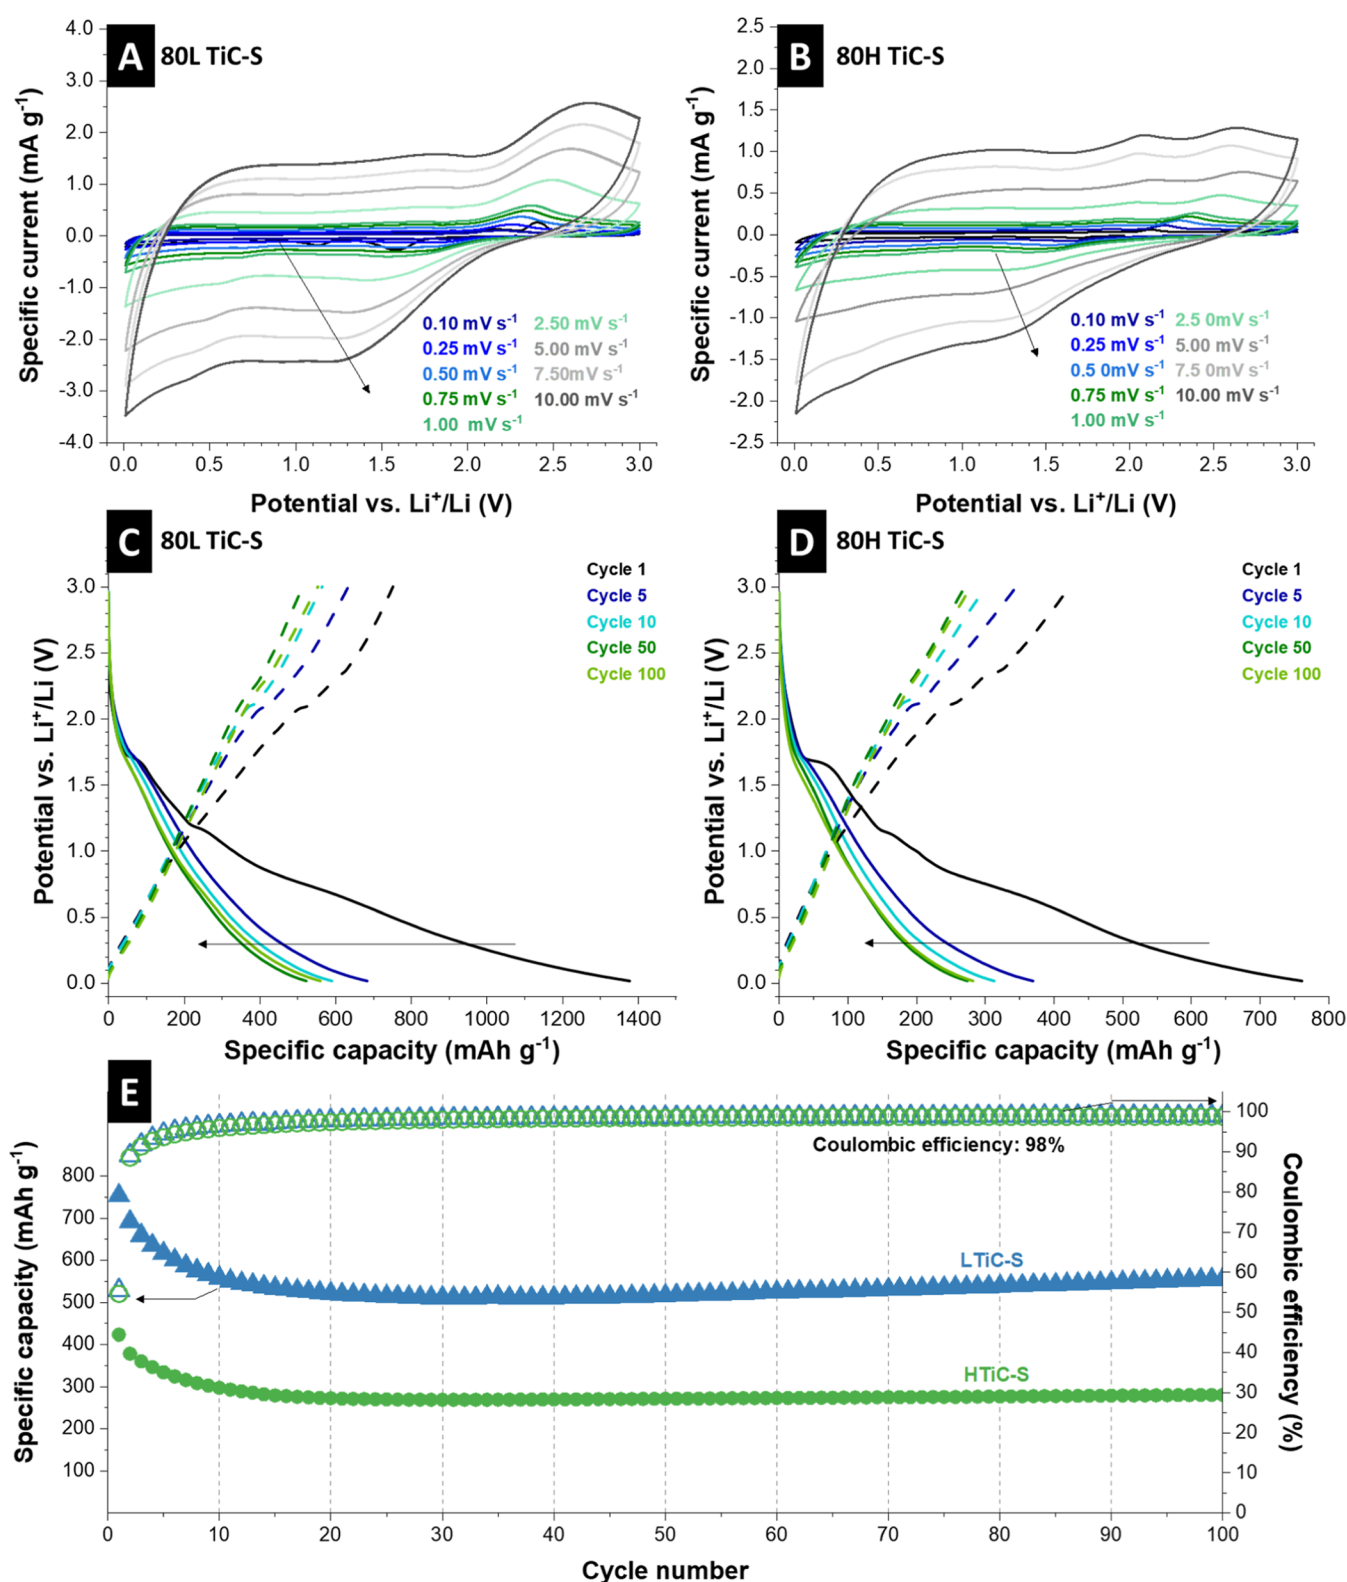 A 80L TiC-S
4.0
3.0
2.0
1.0
0.0
-1.0
-2.0
-3.0
-4.0
Specific current (mA g⁻¹)
0.10 mV s⁻¹ 2.50 mV s⁻¹
0.25 mV s⁻¹ 5.00 mV s⁻¹
0.50 mV s⁻¹ 7.50mV s⁻¹
0.75 mV s⁻¹ 10.00 mV s⁻¹
1.00 mV s⁻¹
0.0 0.5 1.0 1.5 2.0 2.5 3.0
Potential vs. Li⁺/Li (V)
B 80H TiC-S
2.5
2.0
1.5
1.0
0.5
0.0
-0.5
-1.0
-1.5
-2.0
-2.5
Specific current (mA g⁻¹)
0.10 mV s⁻¹ 2.5 0mV s⁻¹
0.25 mV s⁻¹ 5.00 mV s⁻¹
0.5 0mV s⁻¹ 7.5 0mV s⁻¹
0.75 mV s⁻¹ 10.00 mV s⁻¹
1.00 mV s⁻¹
0.0 0.5 1.0 1.5 2.0 2.5 3.0
Potential vs. Li⁺/Li (V)
C 80L TiC-S
3.0
2.5
2.0
1.5
1.0
0.5
0.0
Potential vs. Li⁺/Li (V)
Cycle 1
Cycle 5
Cycle 10
Cycle 50
Cycle 100
0 200 400 600 800 1000 1200 1400
Specific capacity (mAh g⁻¹)
D 80H TiC-S
3.0
2.5
2.0
1.5
1.0
0.5
0.0
Potential vs. Li⁺/Li (V)
Cycle 1
Cycle 5
Cycle 10
Cycle 50
Cycle 100
0 100 200 300 400 500 600 700 800
Specific capacity (mAh g⁻¹)
E
800
700
600
500
400
300
200
100
Specific capacity (mAh g⁻¹)
Coulombic efficiency: 98%
LTiC-S
HTiC-S
100
90
80
70
60
50
40
30
20
10
0
Coulombic efficiency (%)
0 10 20 30 40 50 60 70 80 90 100
Cycle number